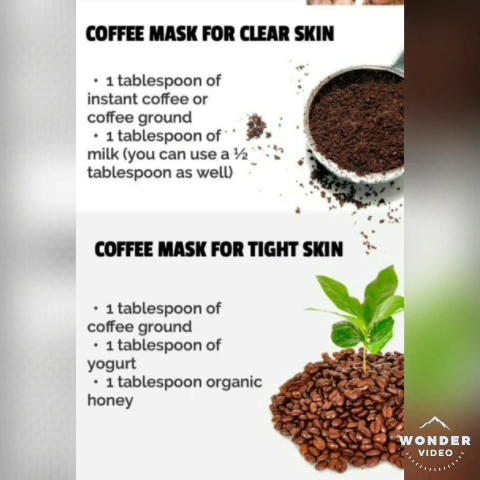 COFFEE MASK FOR CLEAR SKIN
• 1 tablespoon of
instant coffee or
coffee ground
• 1 tablespoon of
milk (you can use a ½
tablespoon as well)
COFFEE MASK FOR TIGHT SKIN
• 1 tablespoon of
coffee ground
• 1 tablespoon of
yogurt
• 1 tablespoon organic
honey
WONDER
VIDEO